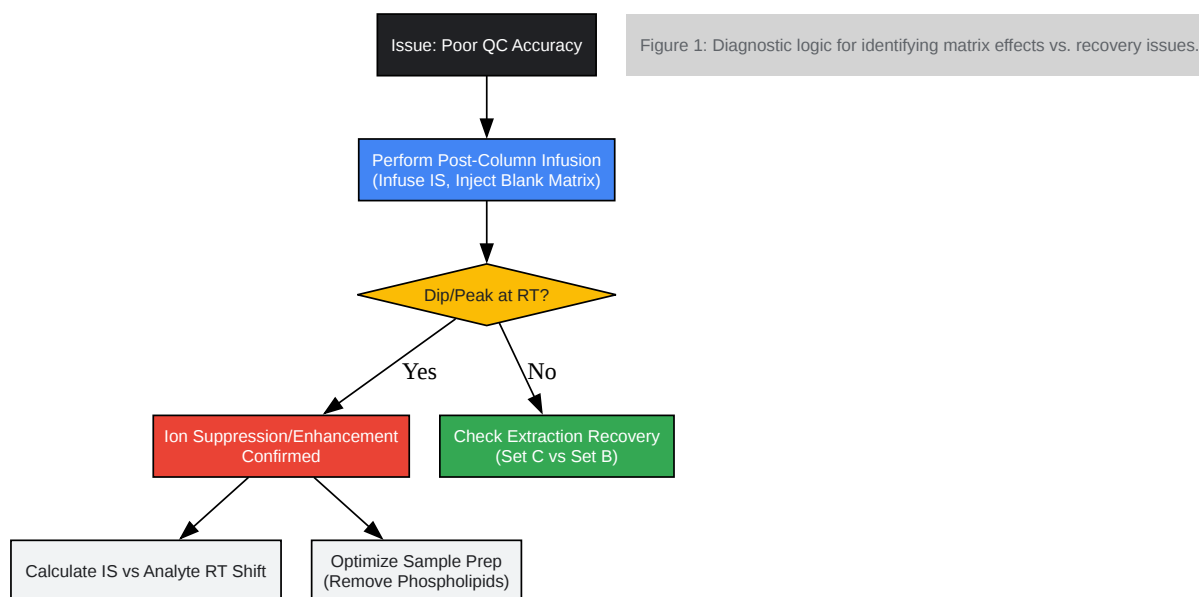 Issue: Poor QC Accuracy
Figure 1: Diagnostic logic for identifying matrix effects vs. recovery issues.
Perform Post-Column Infusion
(Infuse IS, Inject Blank Matrix)
Dip/Peak at RT?
Yes
No
Ion Suppression/Enhancement
Confirmed
Check Extraction Recovery
(Set C vs Set B)
Calculate IS vs Analyte RT Shift
Optimize Sample Prep
(Remove Phospholipids)